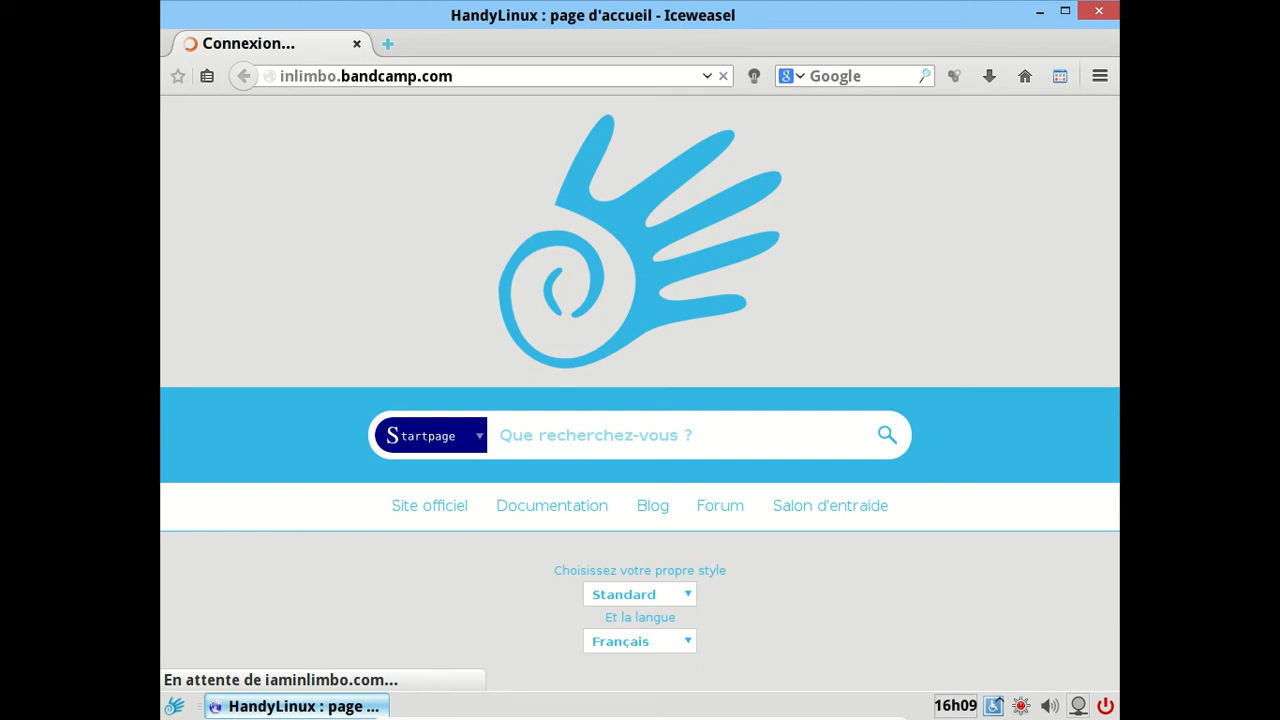 HandyLinux : page d'accueil - Iceweasel
Connexion...
inlimbo.bandcamp.com
Google
Startpage
Que recherchez-vous ?
Site officiel Documentation Blog Forum Salon d'entraide
Choisissez votre propre style
Standard
Et la langue
Français
En attente de iaminlimbo.com...
HandyLinux : page ...
16h09